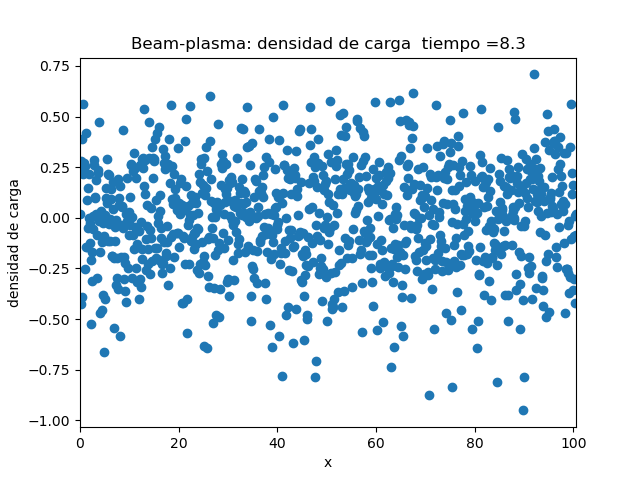 Beam-plasma: densidad de carga  tiempo =8.3
densidad de carga
0.75
0.50
0.25
0.00
−0.25
−0.50
−0.75
−1.00
0 20 40 60 80 100
x